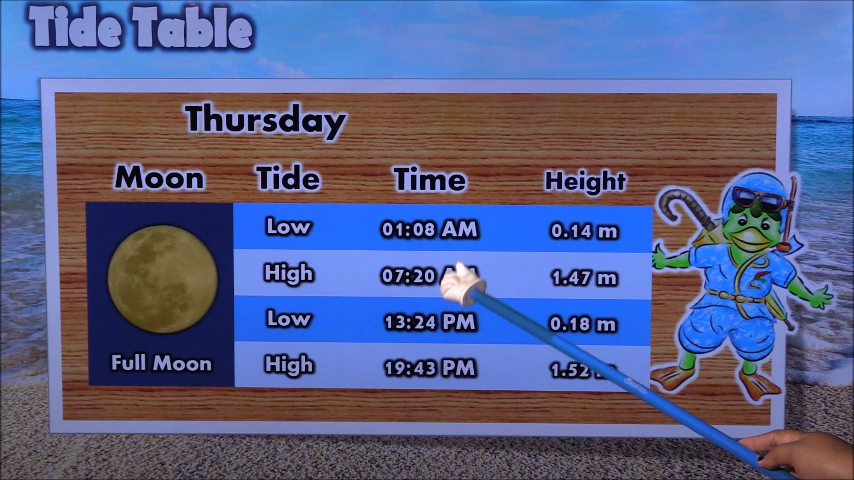 Tide Table
Thursday
Moon Tide Time Height
Low 01:08 AM 0.14 m
High 07:20 AM 1.47 m
Low 13:24 PM 0.18 m
Full Moon High 19:43 PM 1.52 m